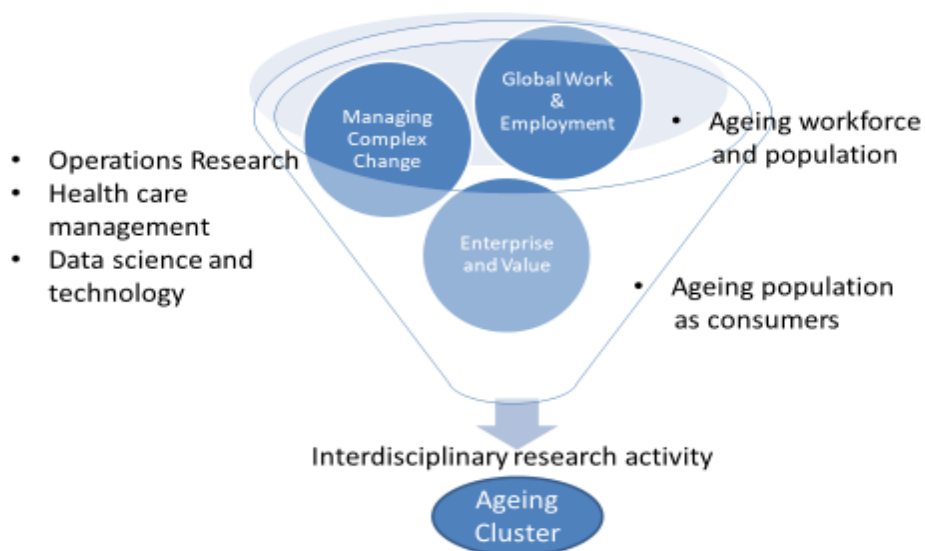 Global Work
&
Employment
Managing
Complex
Change
• Ageing workforce
and population
• Operations Research
• Health care
management
• Data science and
technology
Enterprise
and Value
• Ageing population
as consumers
Interdisciplinary research activity
Ageing
Cluster